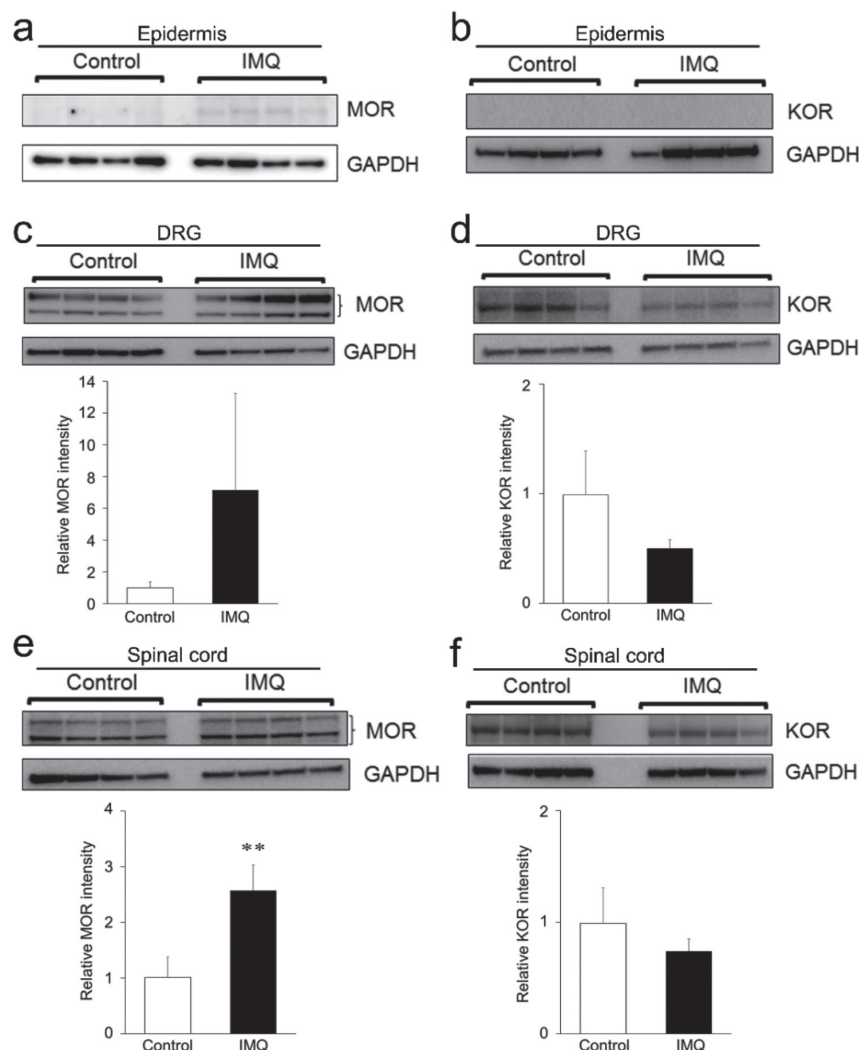 a
Epidermis
Control IMQ
MOR
GAPDH
b
Epidermis
Control IMQ
KOR
GAPDH
c
DRG
Control IMQ
MOR
GAPDH
Relative MOR intensity
14
12
10
8
6
4
2
0
Control IMQ
d
DRG
Control IMQ
KOR
GAPDH
Relative KOR intensity
2
1
0
Control IMQ
e
Spinal cord
Control IMQ
MOR
GAPDH
Relative MOR intensity
4
3
2
1
0
**
Control IMQ
f
Spinal cord
Control IMQ
KOR
GAPDH
Relative KOR intensity
2
1
0
Control IMQ